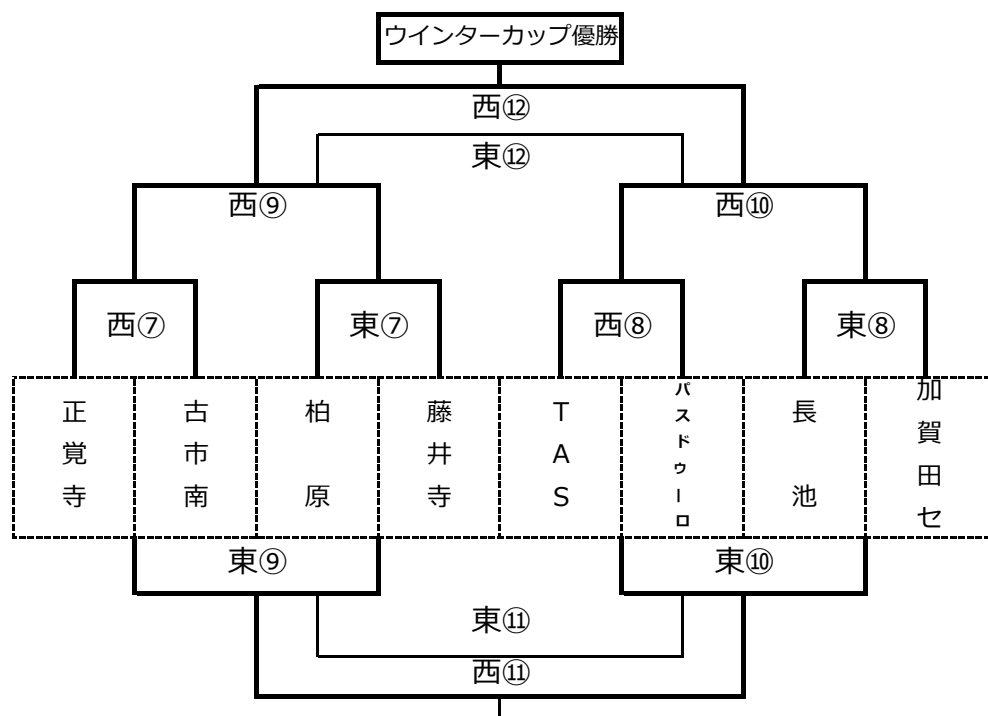 ウインターカップ優勝
西⑫
東⑫
西⑨
西⑩
西⑦
東⑦
西⑧
東⑧
正覚寺
古市南
柏原
藤井寺
TAS
パスドゥーロ
長池
加賀田セ
東⑨
東⑩
東⑪
西⑪